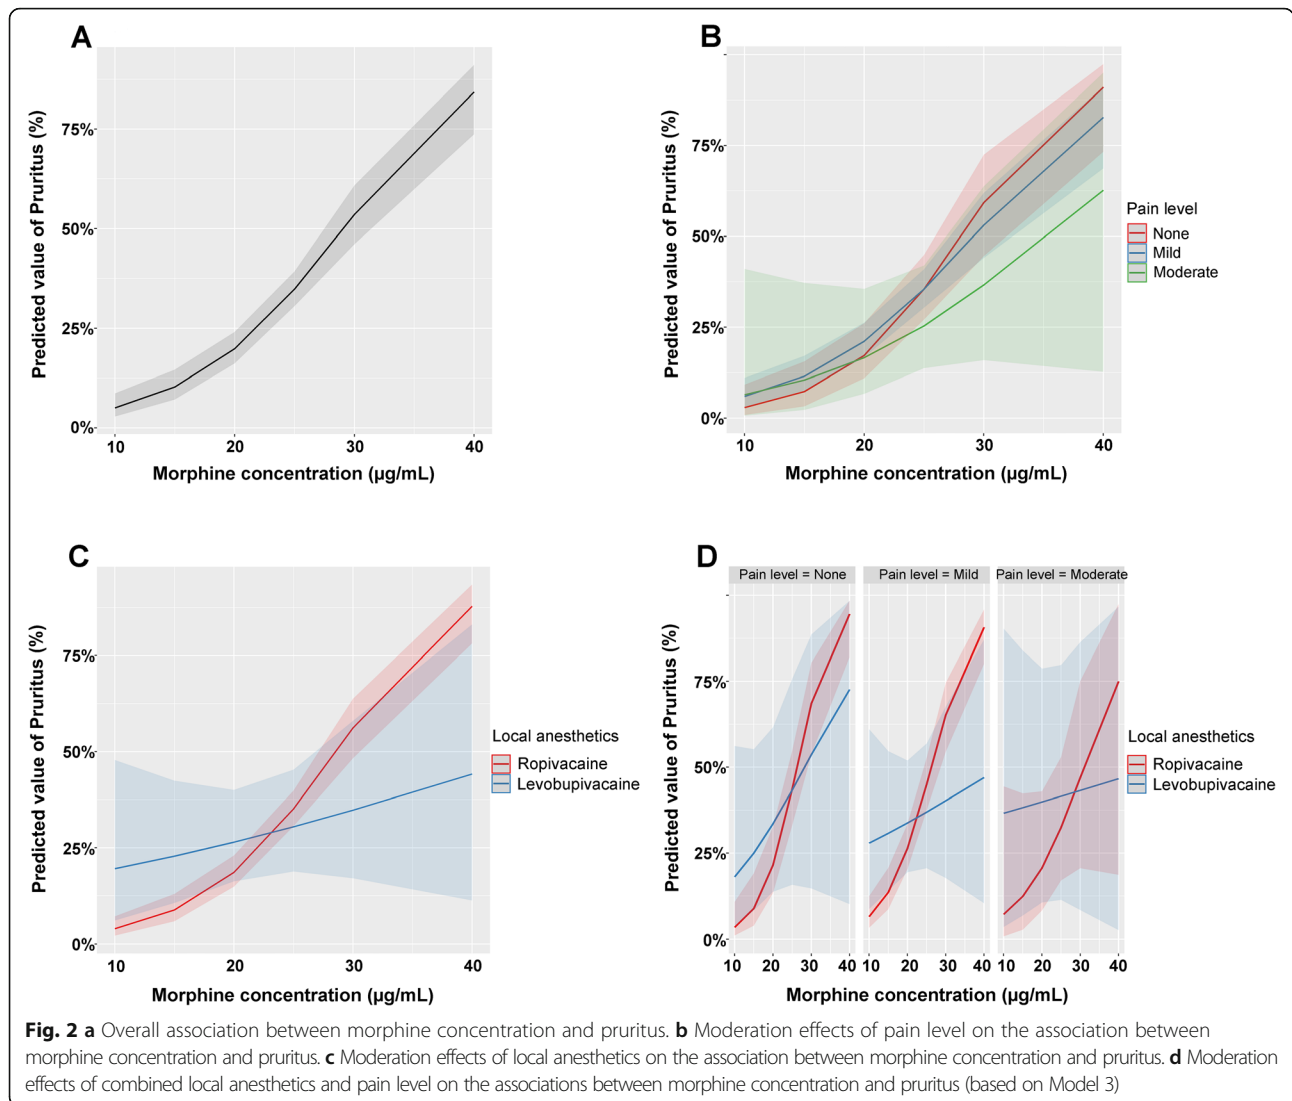 A
Predicted value of Pruritus (%)
75%
50%
25%
0%
10 20 30 40
Morphine concentration (µg/mL)
B
Predicted value of Pruritus (%)
75%
50%
25%
0%
10 20 30 40
Morphine concentration (µg/mL)
Pain level
None
Mild
Moderate
C
Predicted value of Pruritus (%)
75%
50%
25%
0%
10 20 30 40
Morphine concentration (µg/mL)
Local anesthetics
Ropivacaine
Levobupivacaine
D
Pain level = None Pain level = Mild Pain level = Moderate
Predicted value of Pruritus (%)
75%
50%
25%
0%
10 20 30 40 10 20 30 40 10 20 30 40
Morphine concentration (µg/mL)
Local anesthetics
Ropivacaine
Levobupivacaine
Fig. 2 a Overall association between morphine concentration and pruritus. b Moderation effects of pain level on the association between
morphine concentration and pruritus. c Moderation effects of local anesthetics on the association between morphine concentration and pruritus. d Moderation
effects of combined local anesthetics and pain level on the associations between morphine concentration and pruritus (based on Model 3)